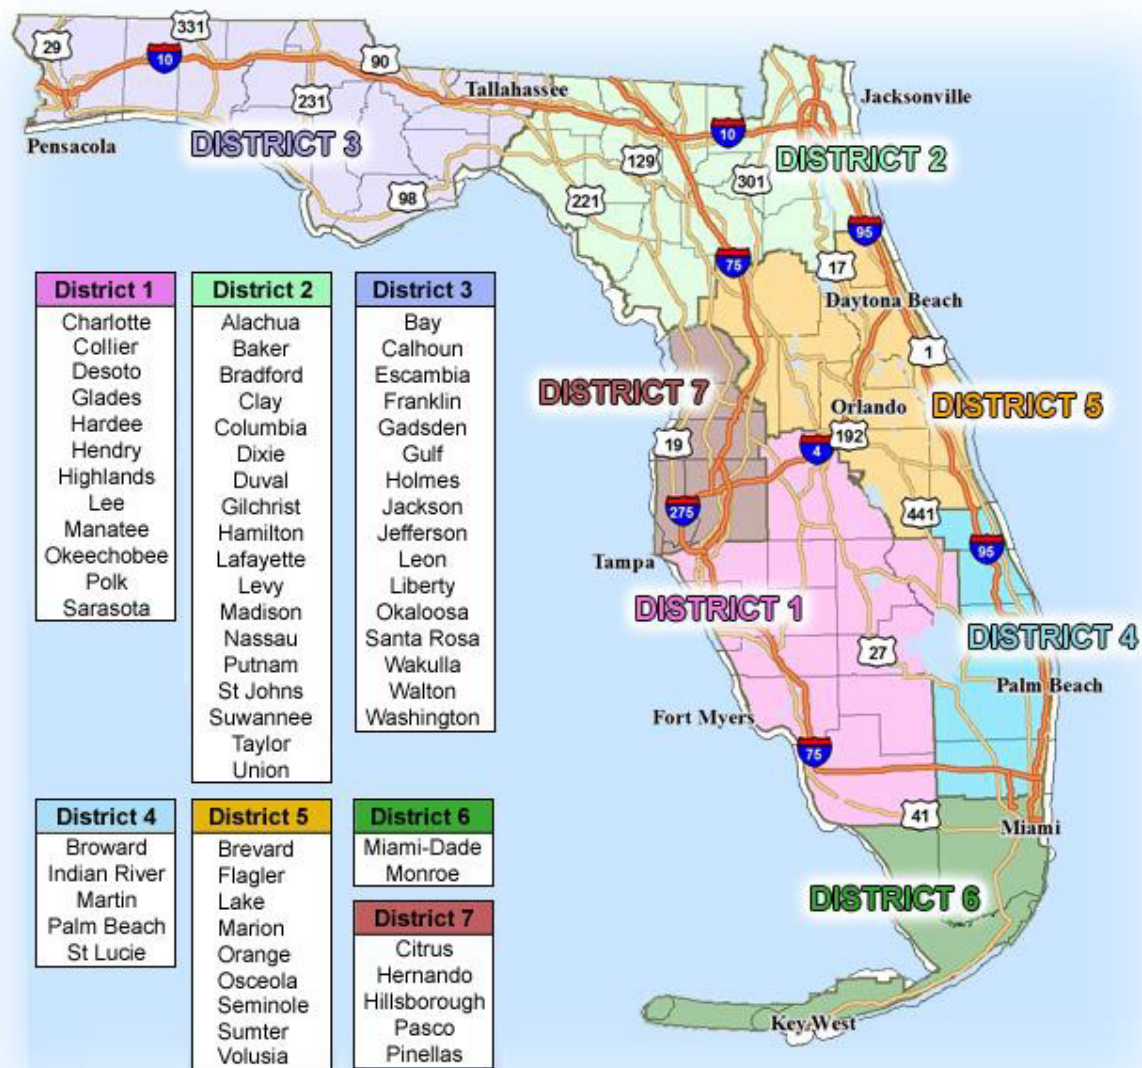 331
29
10
90
Tallahassee
Jacksonville
231
10
Pensacola
DISTRICT 3
129
DISTRICT 2
301
98
221
95
75
17
District 1
Charlotte
Collier
Desoto
Glades
Hardee
Hendry
Highlands
Lee
Manatee
Okeechobee
Polk
Sarasota
District 2
Alachua
Baker
Bradford
Clay
Columbia
Dixie
Duval
Gilchrist
Hamilton
Lafayette
Levy
Madison
Nassau
Putnam
St Johns
Suwannee
Taylor
Union
District 3
Bay
Calhoun
Escambia
Franklin
Gadsden
Gulf
Holmes
Jackson
Jefferson
Leon
Liberty
Okaloosa
Santa Rosa
Wakulla
Walton
Washington
Daytona Beach
1
DISTRICT 7
Orlando
DISTRICT 5
19
192
4
275
441
95
Tampa
DISTRICT 1
DISTRICT 4
27
Palm Beach
Fort Myers
75
41
Miami
DISTRICT 6
Key West
District 4
Broward
Indian River
Martin
Palm Beach
St Lucie
District 5
Brevard
Flagler
Lake
Marion
Orange
Osceola
Seminole
Sumter
Volusia
District 6
Miami-Dade
Monroe
District 7
Citrus
Hernando
Hillsborough
Pasco
Pinellas